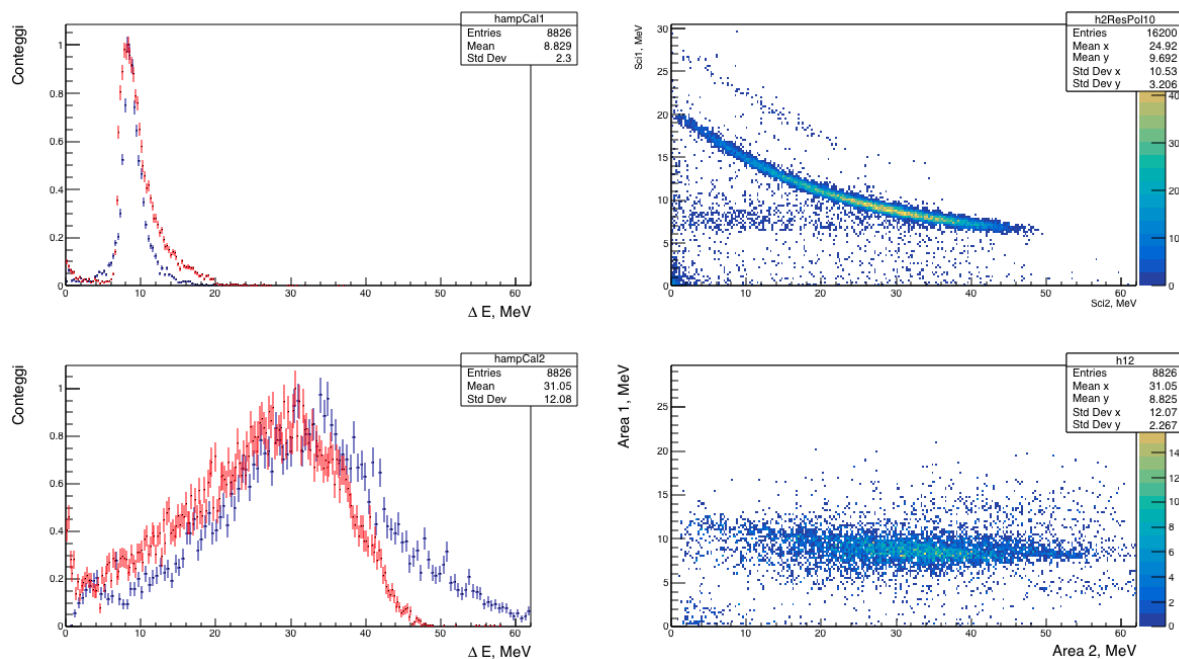 hampCal1
Entries 8826
Mean 8.829
Std Dev 2.3
Conteggi
1
0.8
0.6
0.4
0.2
0
0 10 20 30 40 50 60
Δ E, MeV
h2ResPol10
Entries 16200
Mean x 24.92
Mean y 9.692
Std Dev x 10.53
Std Dev y 3.206
Sci1, MeV
30
25
20
15
10
5
0
0 10 20 30 40 50 60
Sci2, MeV
40
30
20
10
0
hampCal2
Entries 8826
Mean 31.05
Std Dev 12.08
Conteggi
1
0.8
0.6
0.4
0.2
0
0 10 20 30 40 50 60
Δ E, MeV
h12
Entries 8826
Mean x 31.05
Mean y 8.825
Std Dev x 12.07
Std Dev y 2.267
Area 1, MeV
25
20
15
10
5
0
0 10 20 30 40 50 60
Area 2, MeV
14
12
10
8
6
4
2
0